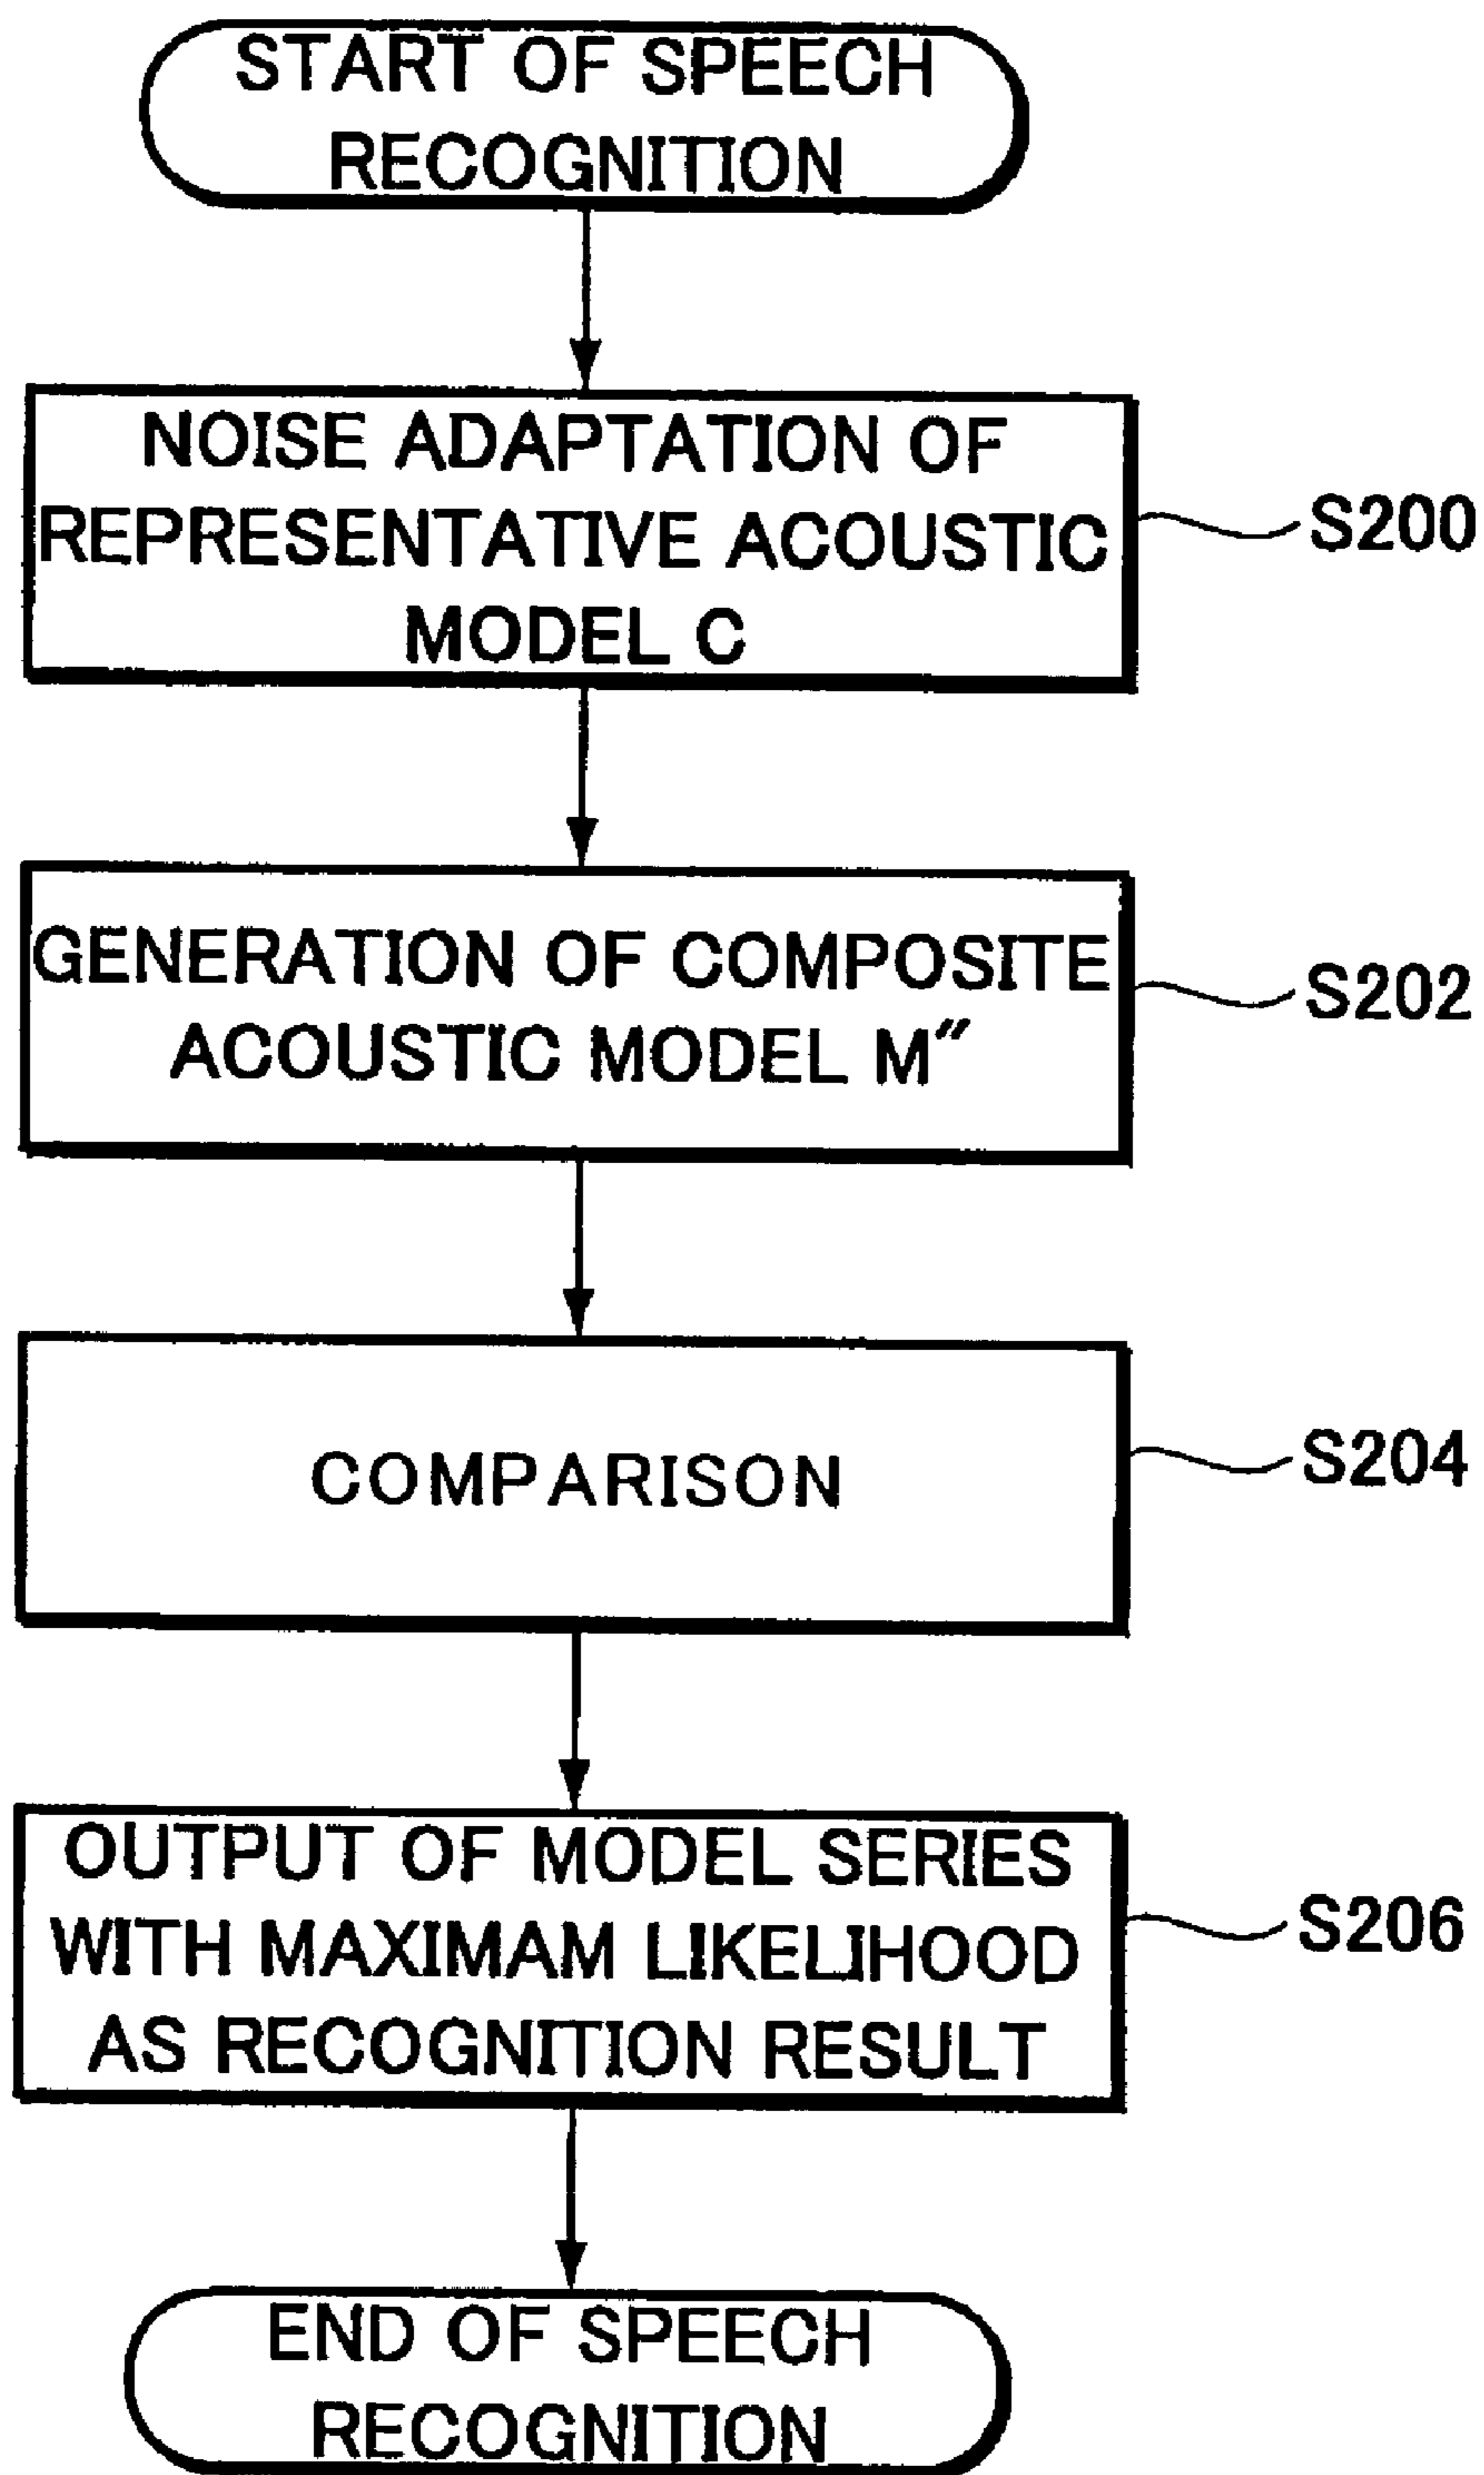 START OF SPEECH
RECOGNITION
NOISE ADAPTATION OF
REPRESENTATIVE ACOUSTIC
MODEL C
S200
GENERATION OF COMPOSITE
ACOUSTIC MODEL M″
S202
COMPARISON
S204
OUTPUT OF MODEL SERIES
WITH MAXIMAM LIKELIHOOD
AS RECOGNITION RESULT
S206
END OF SPEECH
RECOGNITION